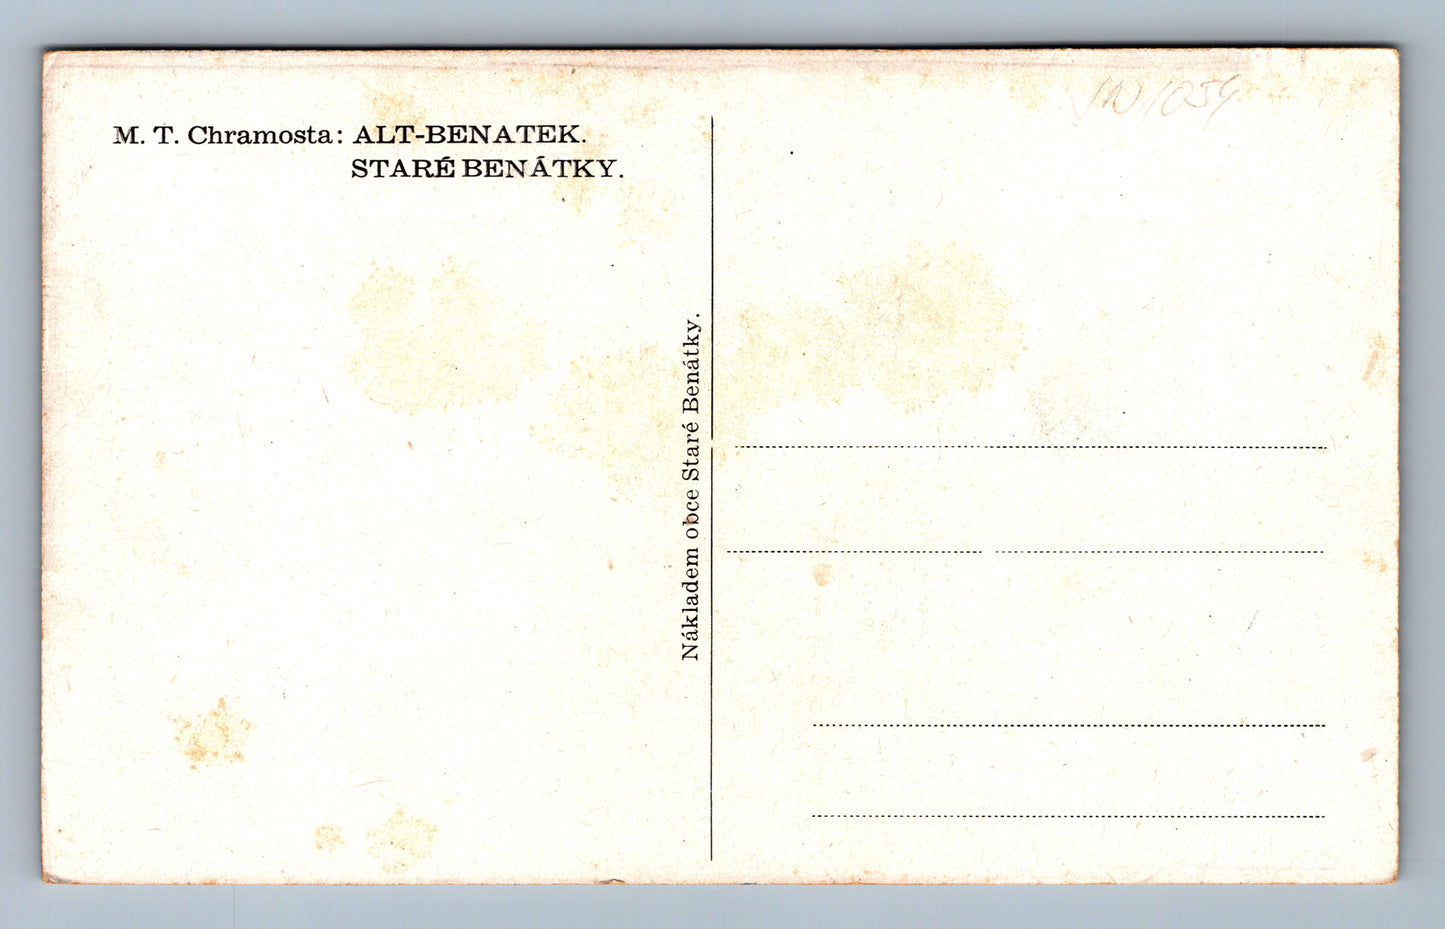 M. T. Chramosta: ALT-BENATEK.
STARÉ BENÁTKY.
Nákladem obce Staré Benátky.